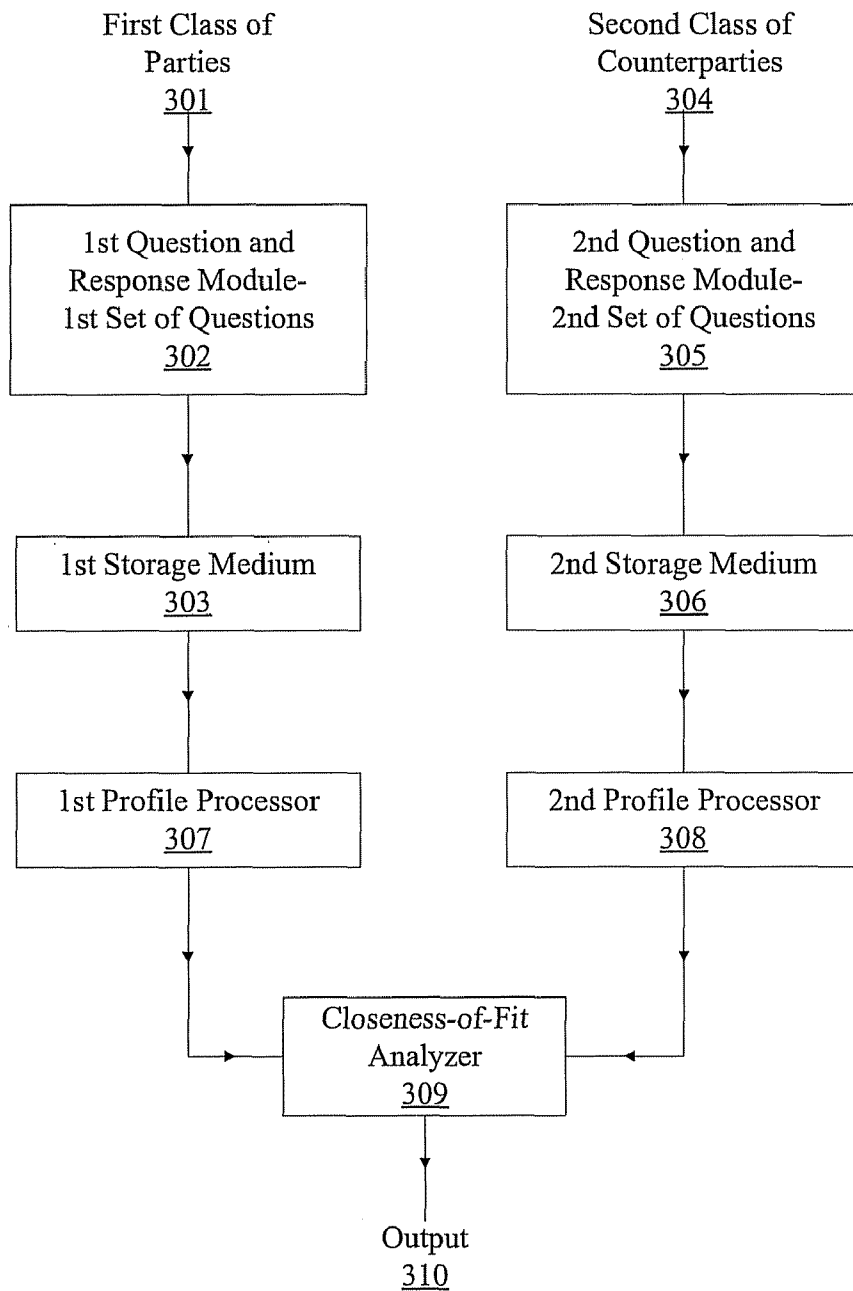 First Class of
Parties
301
Second Class of
Counterparties
304
1st Question and
Response Module-
1st Set of Questions
302
2nd Question and
Response Module-
2nd Set of Questions
305
1st Storage Medium
303
2nd Storage Medium
306
1st Profile Processor
307
2nd Profile Processor
308
Closeness-of-Fit
Analyzer
309
Output
310